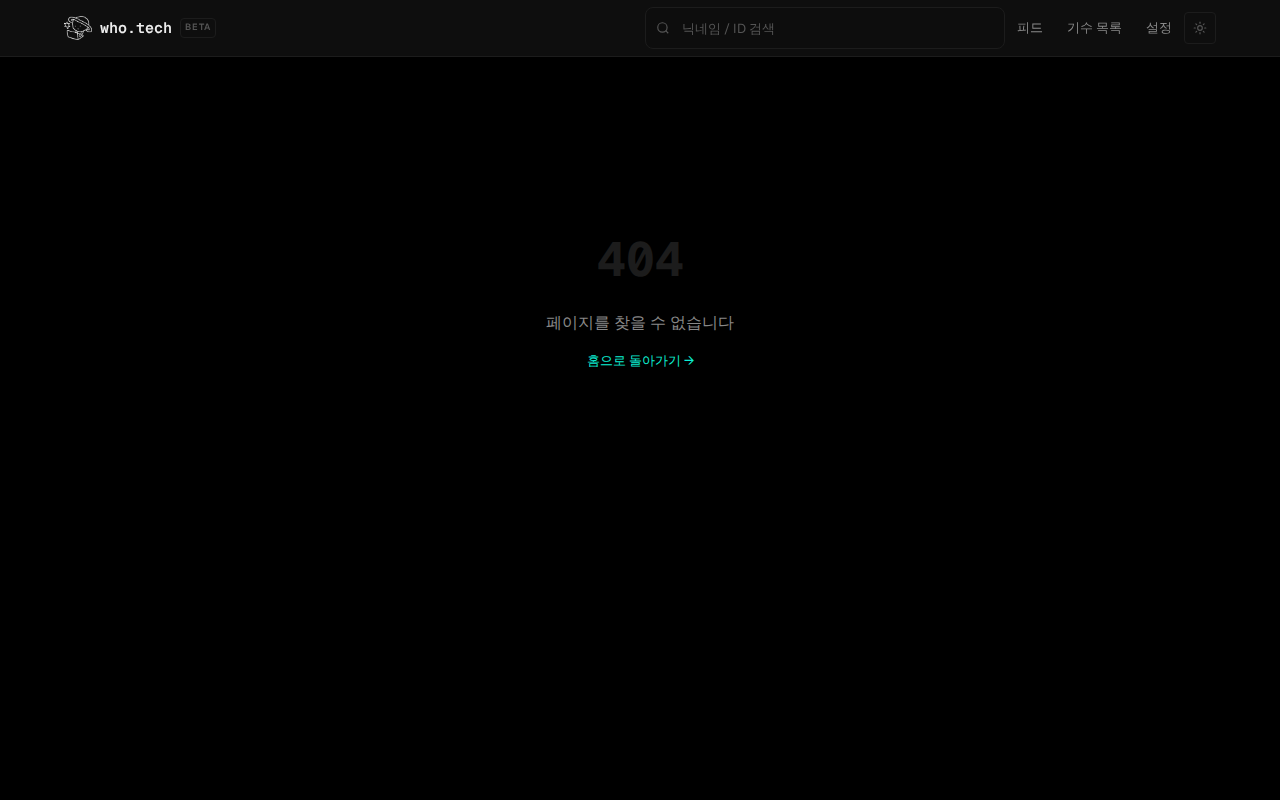 who.tech BETA 닉네임 / ID 검색 피드 기수 목록 설정
404
페이지를 찾을 수 없습니다
홈으로 돌아가기 →